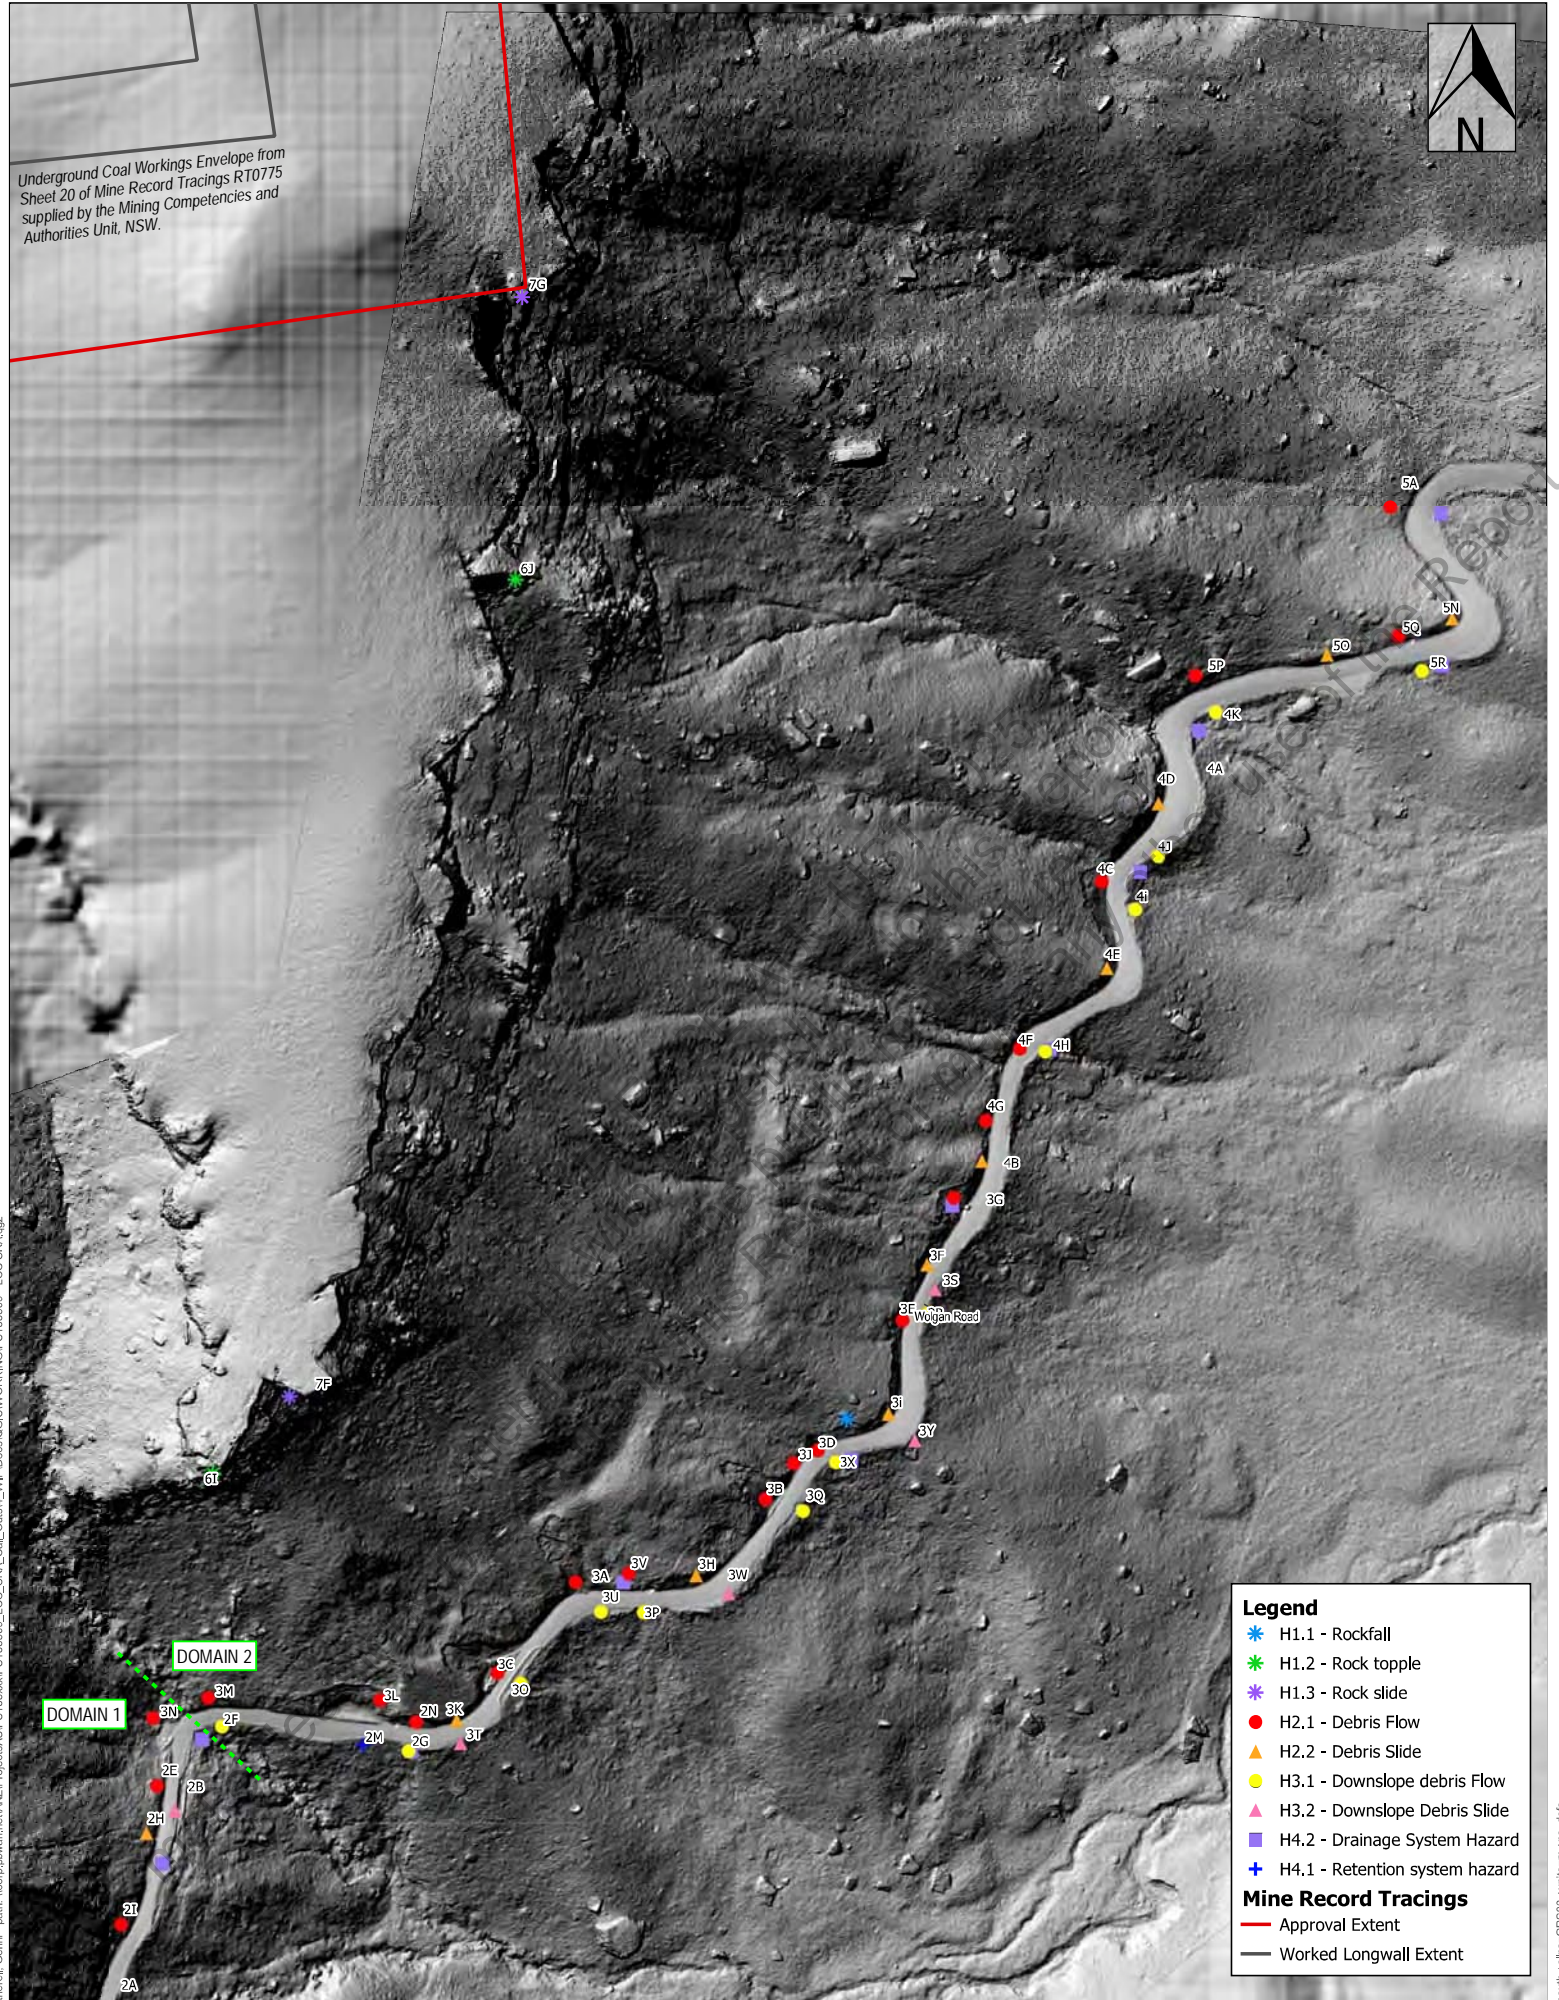 N
Underground Coal Workings Envelope from
Sheet 20 of Mine Record Tracings RT0775
supplied by the Mining Competencies and
Authorities Unit, NSW.
7G
6J
5A
5N
5Q
5O
5R
5P
4K
4A
4D
4J
4C
4i
4E
4F
4H
4G
4B
3G
3F
3S
3E
Wolgan Road
7F
3i
3Y
3D
3J
3X
6I
3B
3Q
3V
3H
3A
3W
3U
3P
DOMAIN 2
3C
3O
3M
3L
DOMAIN 1
3N
2N
3K
2F
2M
2G
3T
2E
2B
2H
2I
2A
Legend
H1.1 - Rockfall
H1.2 - Rock topple
H1.3 - Rock slide
H2.1 - Debris Flow
H2.2 - Debris Slide
H3.1 - Downslope debris Flow
H3.2 - Downslope Debris Slide
H4.2 - Drainage System Hazard
H4.1 - Retention system hazard
Mine Record Tracings
Approval Extent
Worked Longwall Extent